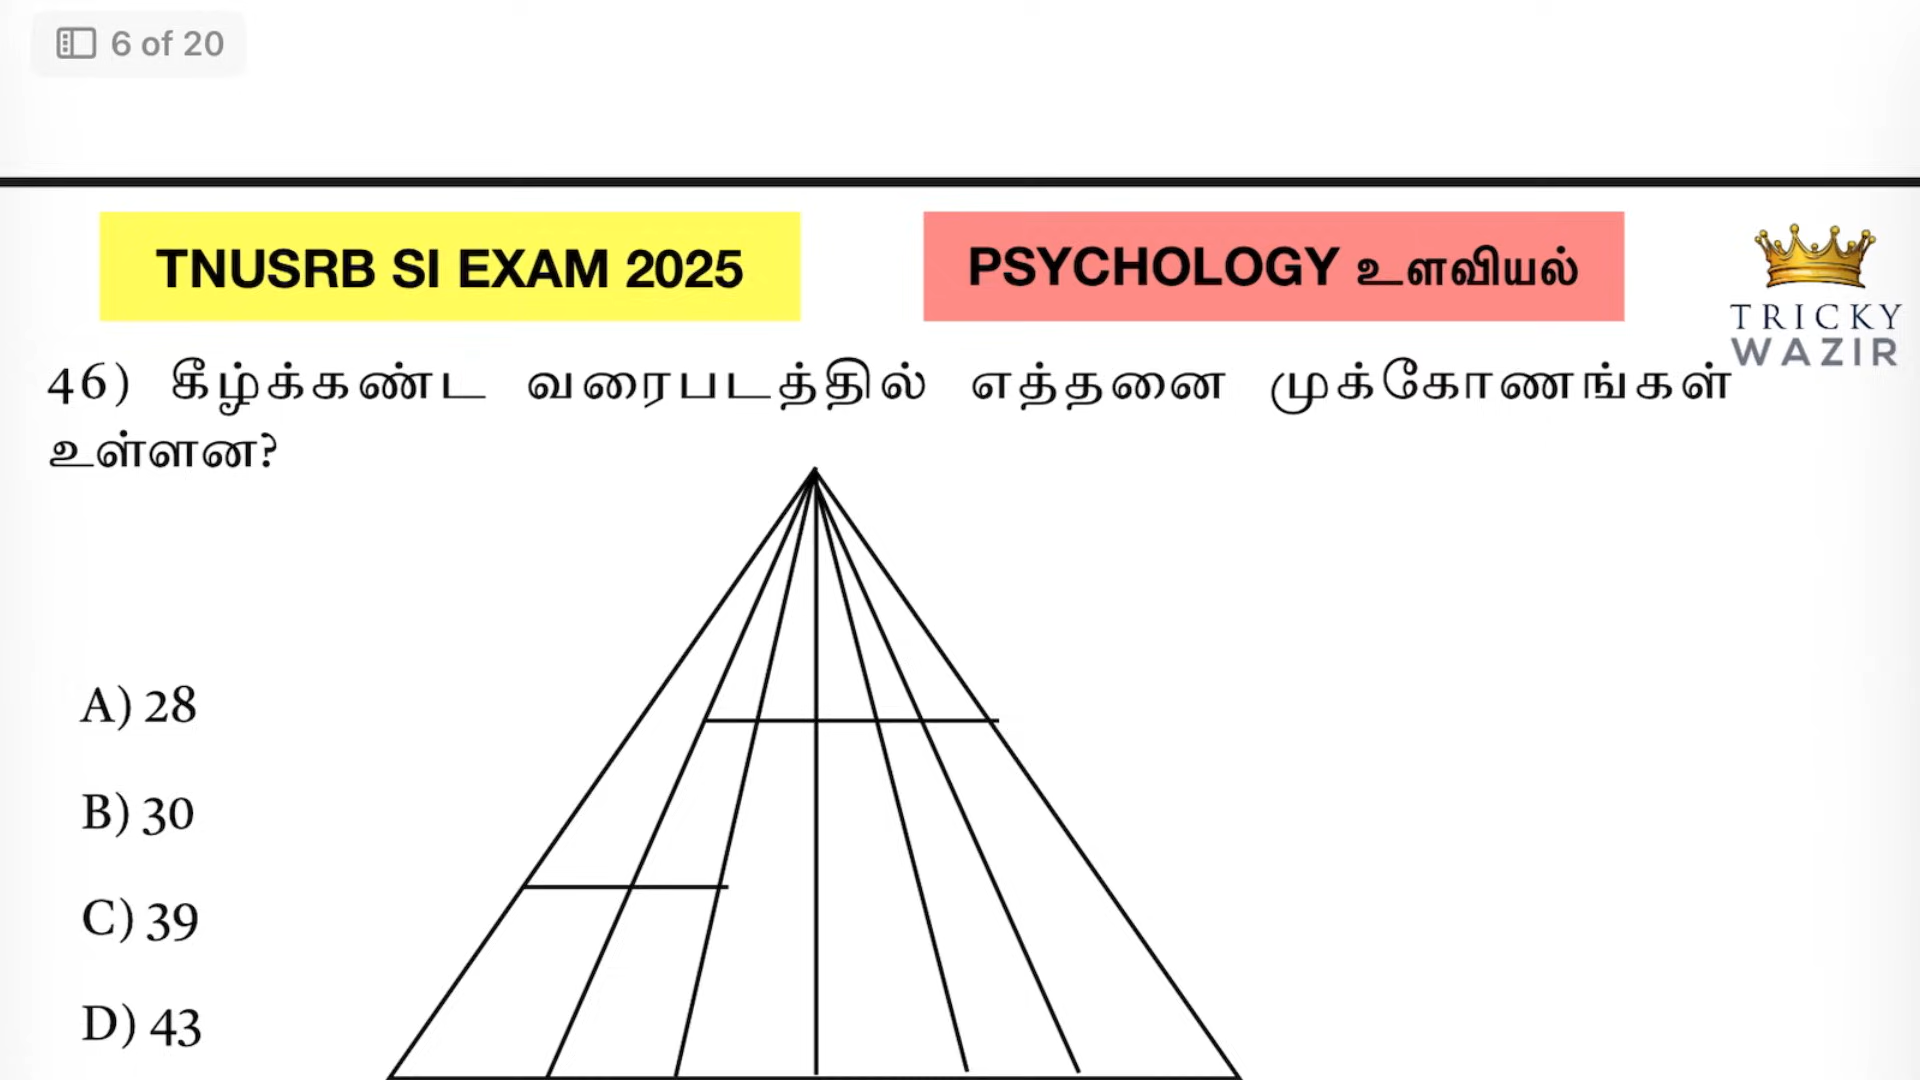 6 of 20
TNUSRB SI EXAM 2025
PSYCHOLOGY உளவியல்
TRICKY
WAZIR
46) கீழ்க்கண்ட வரைபடத்தில் எத்தனை முக்கோணங்கள்
உள்ளன?
A) 28
B) 30
C) 39
D) 43